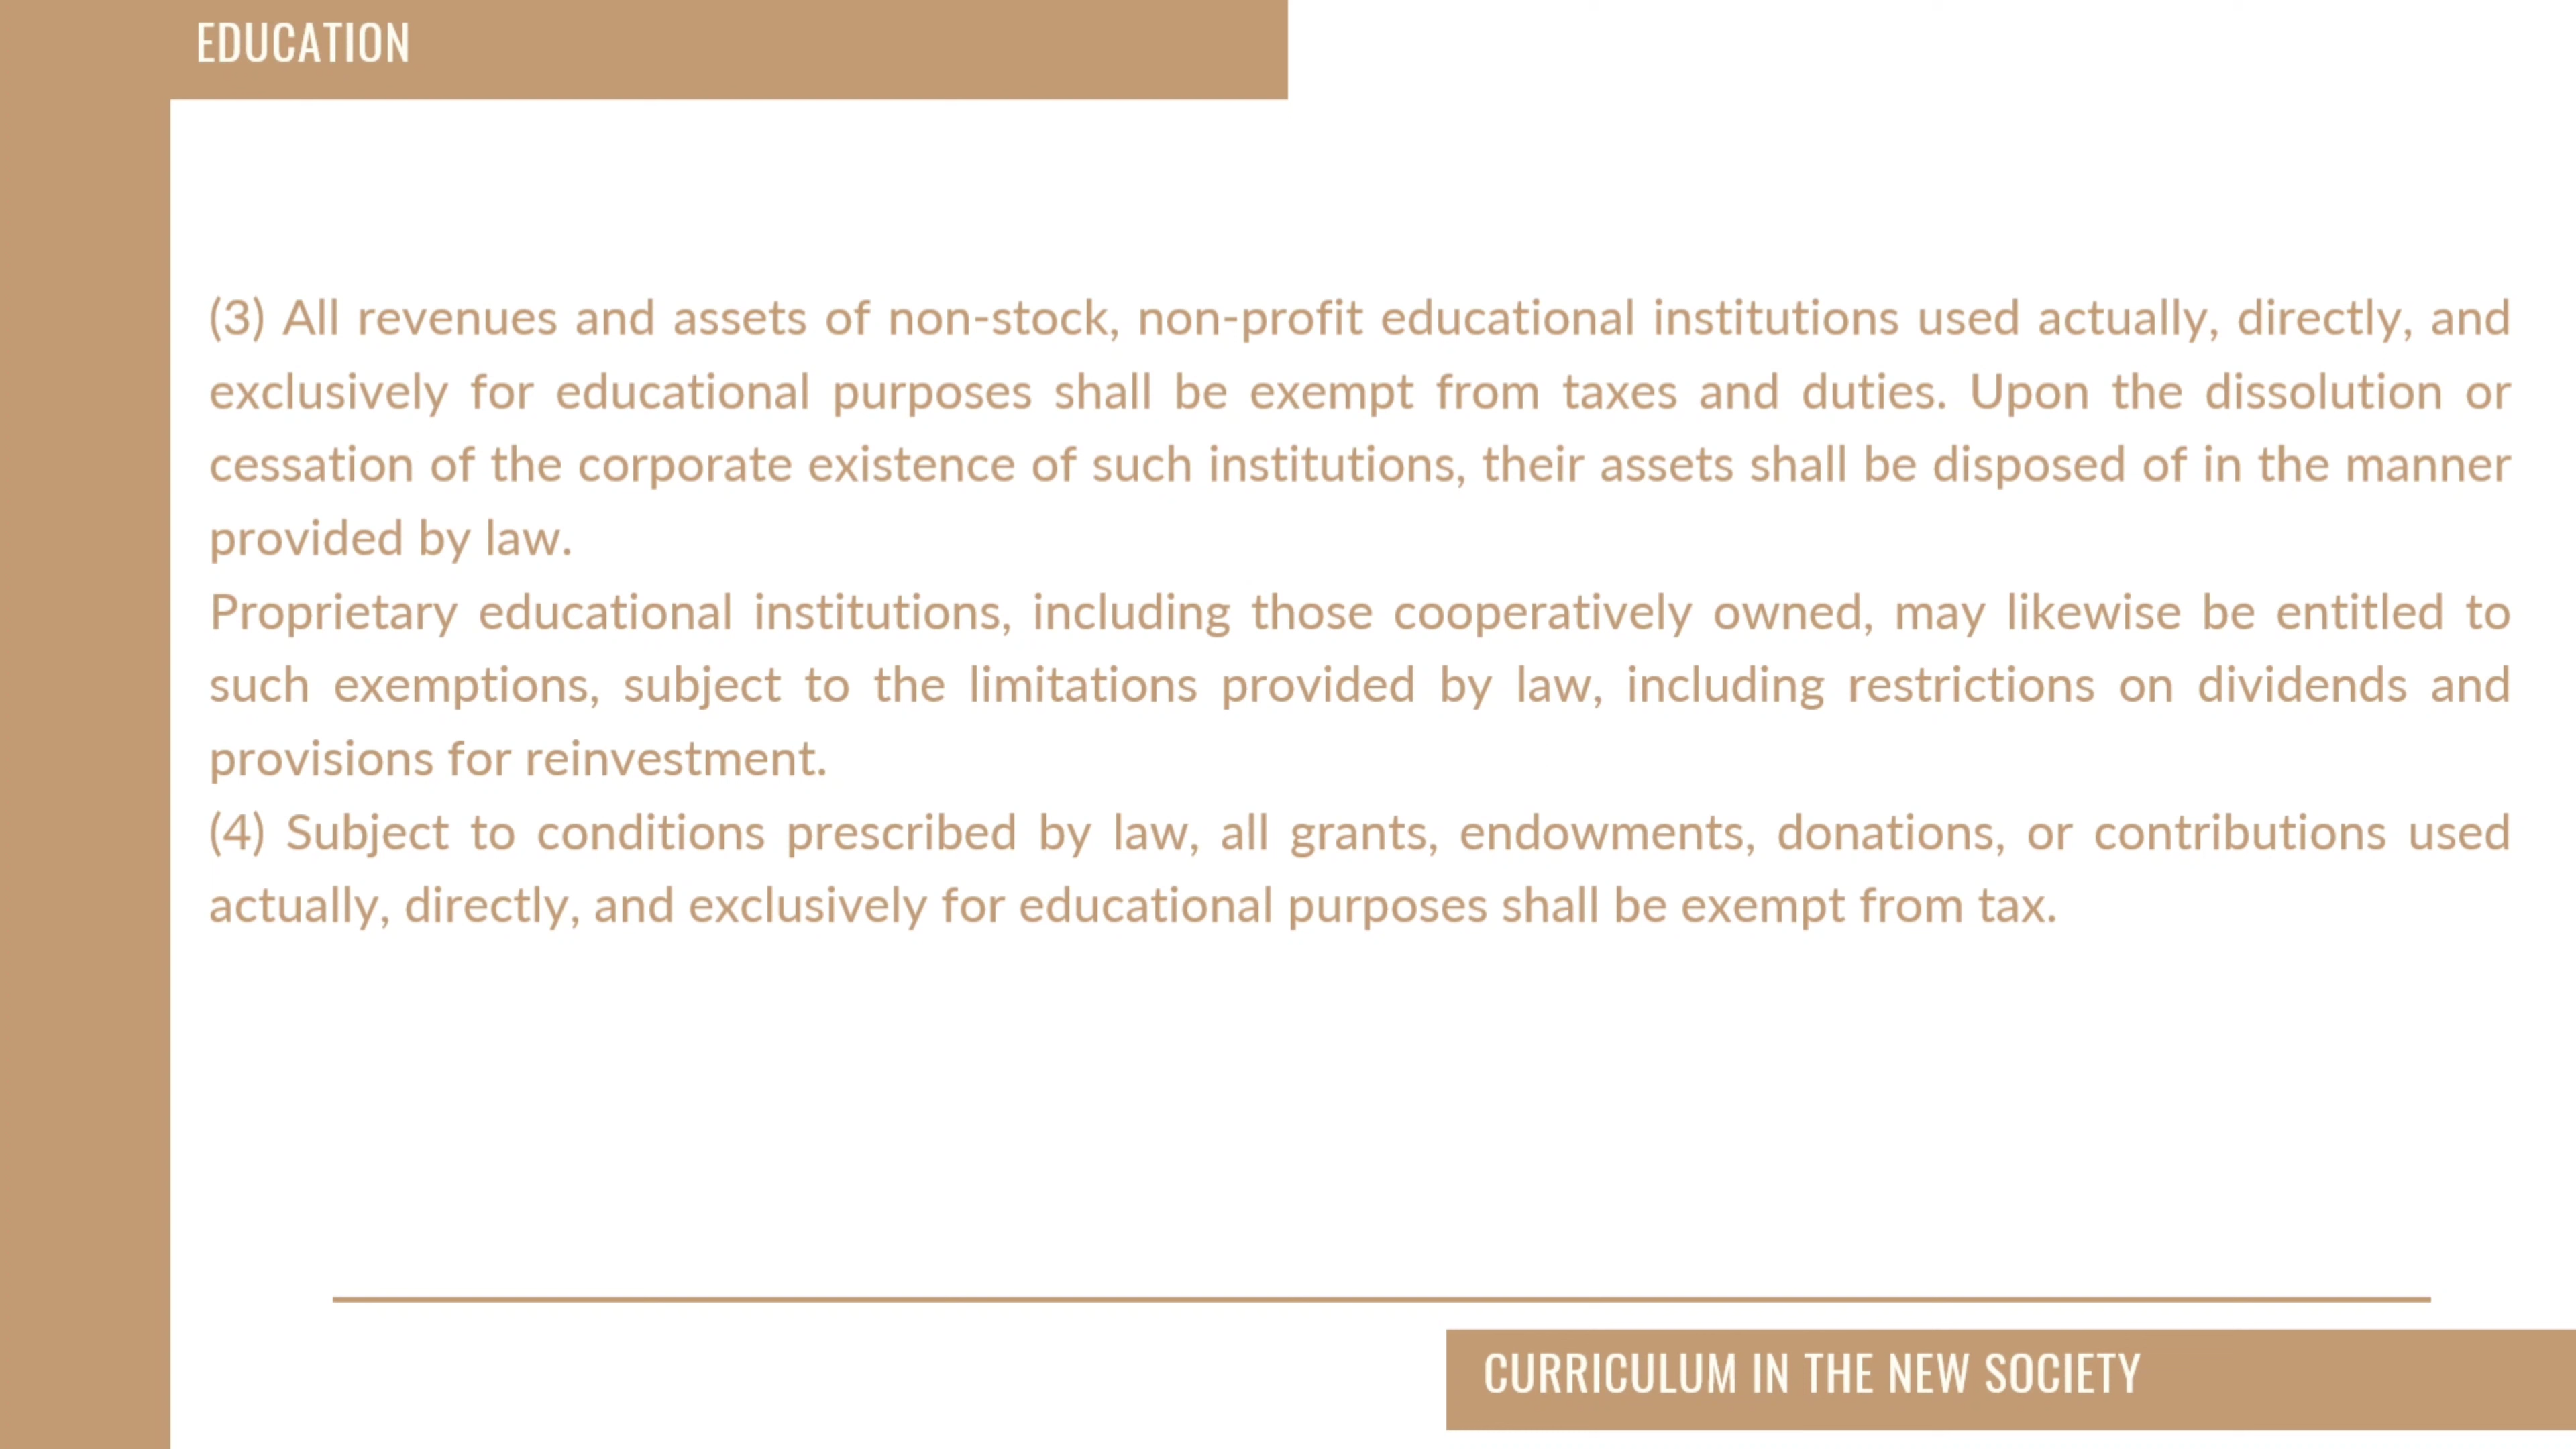 EDUCATION
(3) All revenues and assets of non-stock, non-profit educational institutions used actually, directly, and
exclusively for educational purposes shall be exempt from taxes and duties. Upon the dissolution or
cessation of the corporate existence of such institutions, their assets shall be disposed of in the manner
provided by law.
Proprietary educational institutions, including those cooperatively owned, may likewise be entitled to
such exemptions, subject to the limitations provided by law, including restrictions on dividends and
provisions for reinvestment.
(4) Subject to conditions prescribed by law, all grants, endowments, donations, or contributions used
actually, directly, and exclusively for educational purposes shall be exempt from tax.
CURRICULUM IN THE NEW SOCIETY